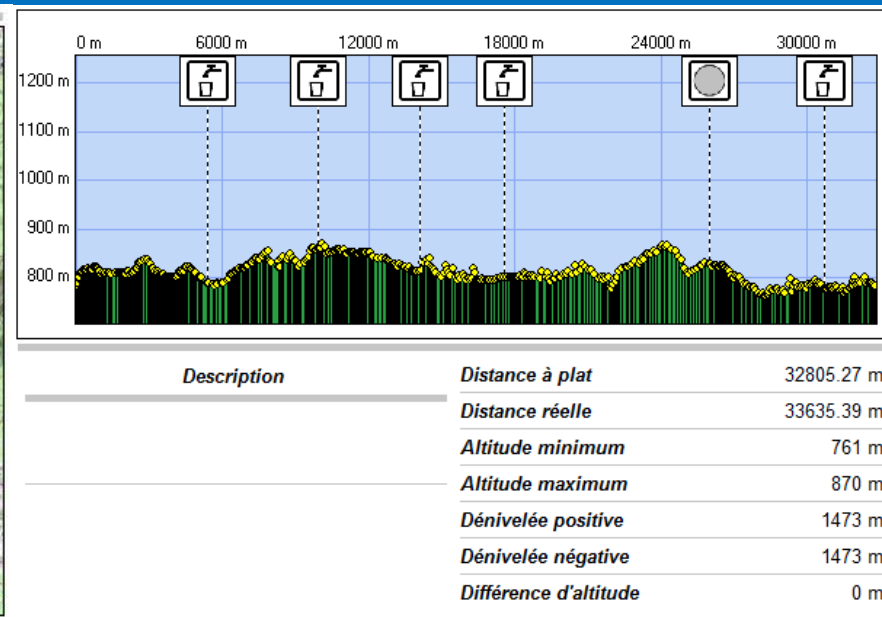 0 m 6000 m 12000 m 18000 m 24000 m 30000 m
1200 m
1100 m
1000 m
900 m
800 m
Description
Distance à plat 32805.27 m
Distance réelle 33635.39 m
Altitude minimum 761 m
Altitude maximum 870 m
Dénivelée positive 1473 m
Dénivelée négative 1473 m
Différence d'altitude 0 m